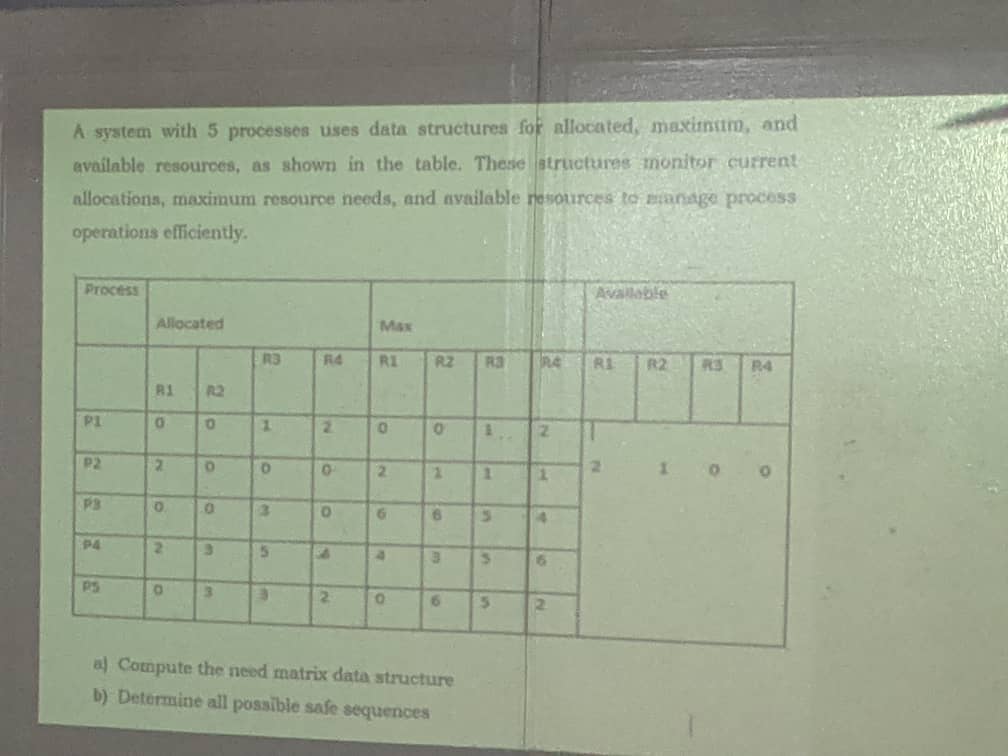 A system with 5 processes uses data structures for allocated, maximum, and
available resources, as shown in the table. These structures monitor current
allocations, maximum resource needs, and available resources to manage process
operations efficiently.
Process Allocated Max Available
R1 R2 R3 R4 R1 R2 R3 R4 R1 R2 R3 R4
P1 0 0 1 2 0 0 1 2
P2 2 0 0 0 2 1 1 1 2 1 0 0
P3 0 0 3 0 6 6 5 4
P4 2 3 5 4 4 3 5 6
P5 0 3 3 2 0 6 5 2
a) Compute the need matrix data structure
b) Determine all possible safe sequences